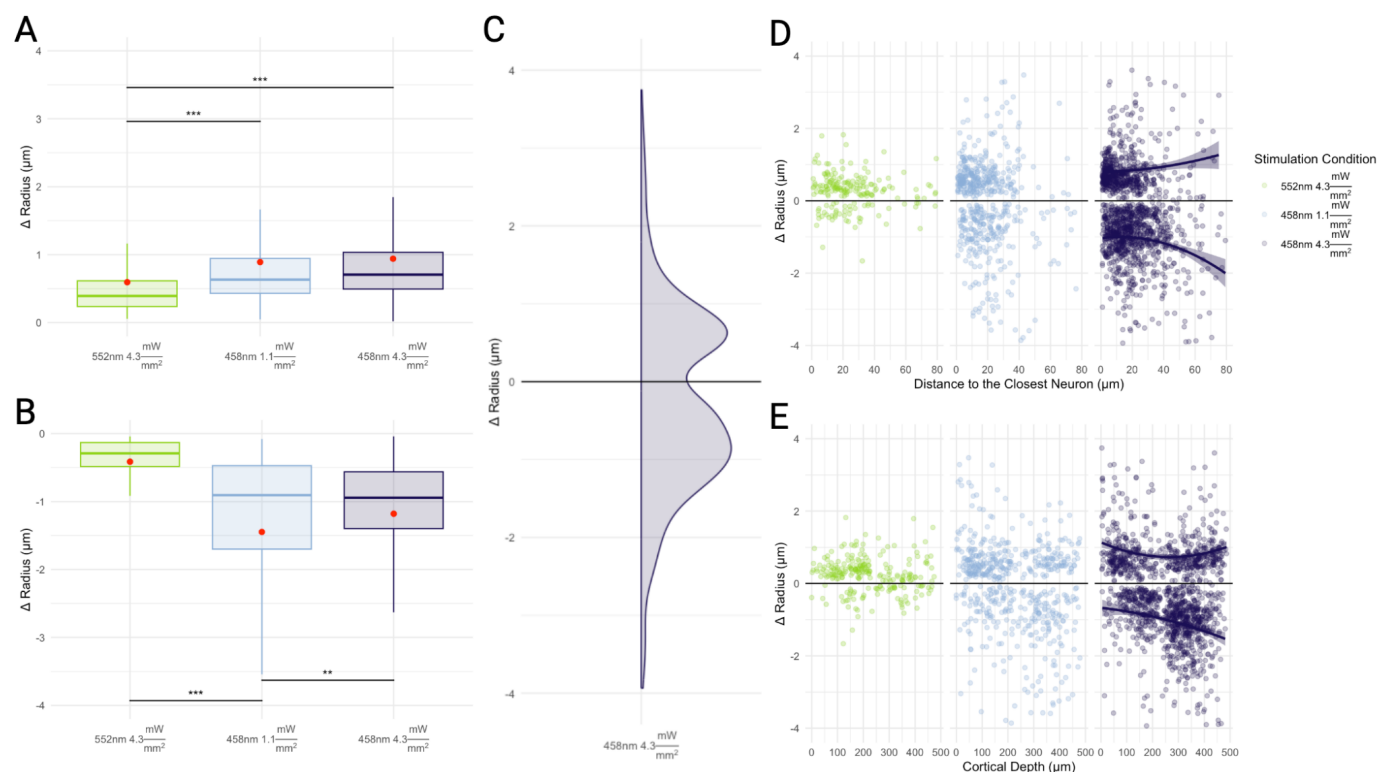 A
4
3
2
1
0
Δ Radius (μm)
***
***
552nm 4.3 mW/mm²
458nm 1.1 mW/mm²
458nm 4.3 mW/mm²
B
0
-1
-2
-3
-4
Δ Radius (μm)
***
**
552nm 4.3 mW/mm²
458nm 1.1 mW/mm²
458nm 4.3 mW/mm²
C
4
2
0
-2
-4
Δ Radius (μm)
458nm 4.3 mW/mm²
D
4
2
0
-2
-4
Δ Radius (μm)
0 20 40 60 80 0 20 40 60 80 0 20 40 60 80
Distance to the Closest Neuron (μm)
Stimulation Condition
552nm 4.3 mW/mm²
458nm 1.1 mW/mm²
458nm 4.3 mW/mm²
E
4
2
0
-2
-4
Δ Radius (μm)
0 100 200 300 400 500 0 100 200 300 400 500 0 100 200 300 400 500
Cortical Depth (μm)